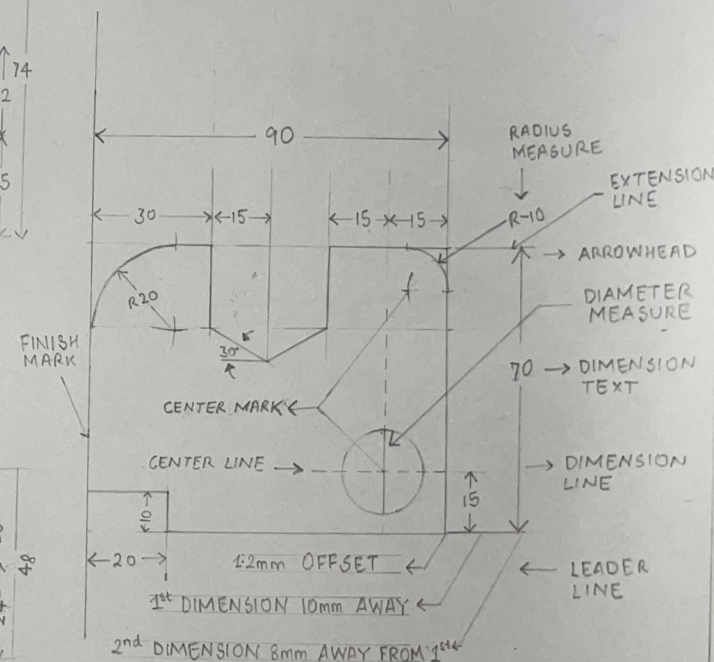 74
2
5
90
RADIUS
MEASURE
EXTENSION
LINE
30
15
15
15
R-10
ARROWHEAD
R20
DIAMETER
MEASURE
FINISH
MARK
30°
70
DIMENSION
TEXT
CENTER MARK
CENTER LINE
DIMENSION
LINE
15
10
20
48
1.2mm OFFSET
LEADER
LINE
1st DIMENSION 10mm AWAY
2nd DIMENSION 8mm AWAY FROM 1st